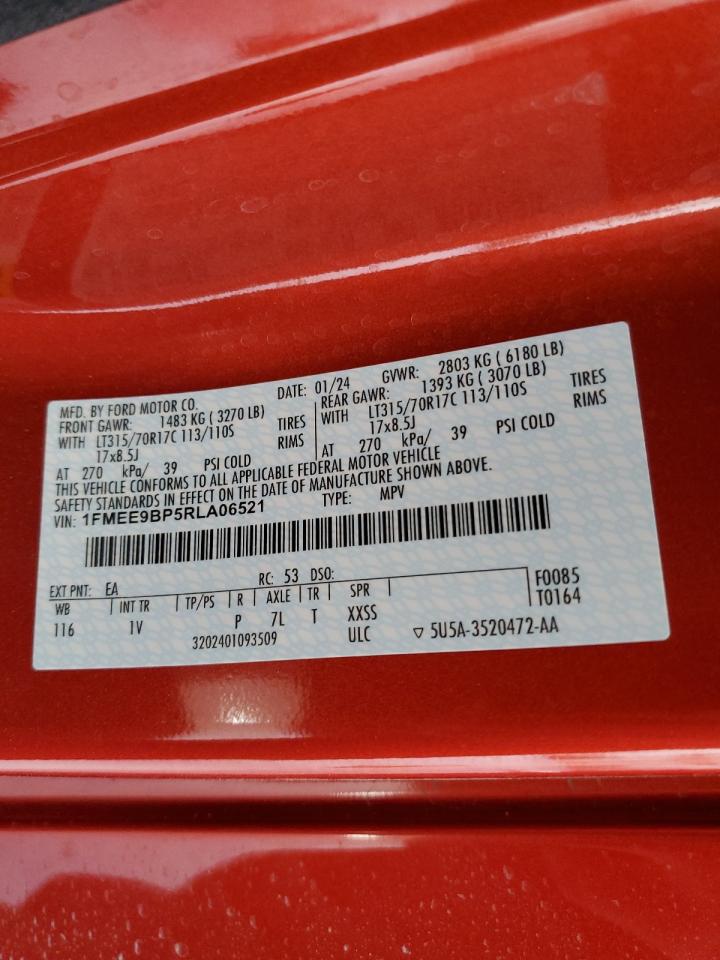 MFD. BY FORD MOTOR CO. DATE: 01/24 GVWR: 2803 KG ( 6180 LB)
FRONT GAWR: 1483 KG ( 3270 LB) REAR GAWR: 1393 KG ( 3070 LB)
WITH LT315/70R17C 113/110S TIRES WITH LT315/70R17C 113/110S TIRES
17x8.5J RIMS 17x8.5J RIMS
AT 270 kPa/ 39 PSI COLD AT 270 kPa/ 39 PSI COLD
THIS VEHICLE CONFORMS TO ALL APPLICABLE FEDERAL MOTOR VEHICLE
SAFETY STANDARDS IN EFFECT ON THE DATE OF MANUFACTURE SHOWN ABOVE.
VIN: 1FMEE9BP5RLA06521 TYPE: MPV
EXT PNT: EA RC: 53 DSO: F0085
WB INT TR TP/PS R AXLE TR SPR T0164
116 1V P 7L T XXSS
3202401093509 ULC ▽ 5U5A-3520472-AA